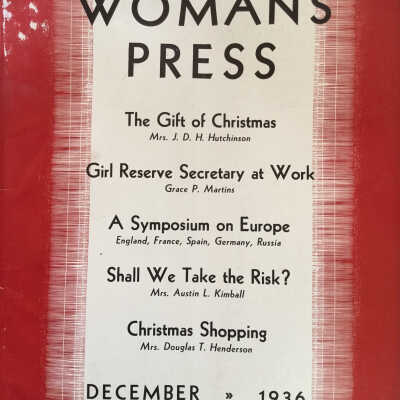 WOMANS
PRESS
The Gift of Christmas
Mrs. J. D. H. Hutchinson
Girl Reserve Secretary at Work
Grace P. Martins
A Symposium on Europe
England, France, Spain, Germany, Russia
Shall We Take the Risk?
Mrs. Austin L. Kimball
Christmas Shopping
Mrs. Douglas T. Henderson
DECEMBER » 1936